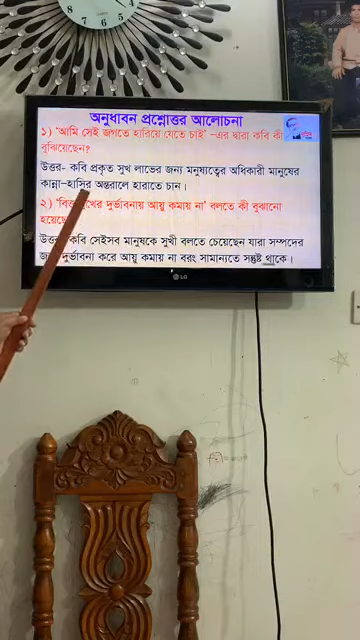 অনুধাবন প্রশ্নোত্তর আলোচনা
১) 'আমি সেই জগতে হারিয়ে যেতে চাই' –এর দ্বারা কবি কী
বুঝিয়েছেন?
উত্তর- কবি প্রকৃত সুখ লাভের জন্য মনুষ্যত্বের অধিকারী মানুষের
কান্না–হাসির অন্তরালে হারাতে চান।
২) দুর্ভাবনায় আয়ু কমায় না' বলতে কী বুঝানো
হয়েছে?
উত্তর- কবি সেইসব মানুষকে সুখী বলতে চেয়েছেন যারা সম্পদের
দুর্ভাবনা করে আয়ু কমায় না বরং সামান্যতে সন্তুষ্ট থাকে।
LG